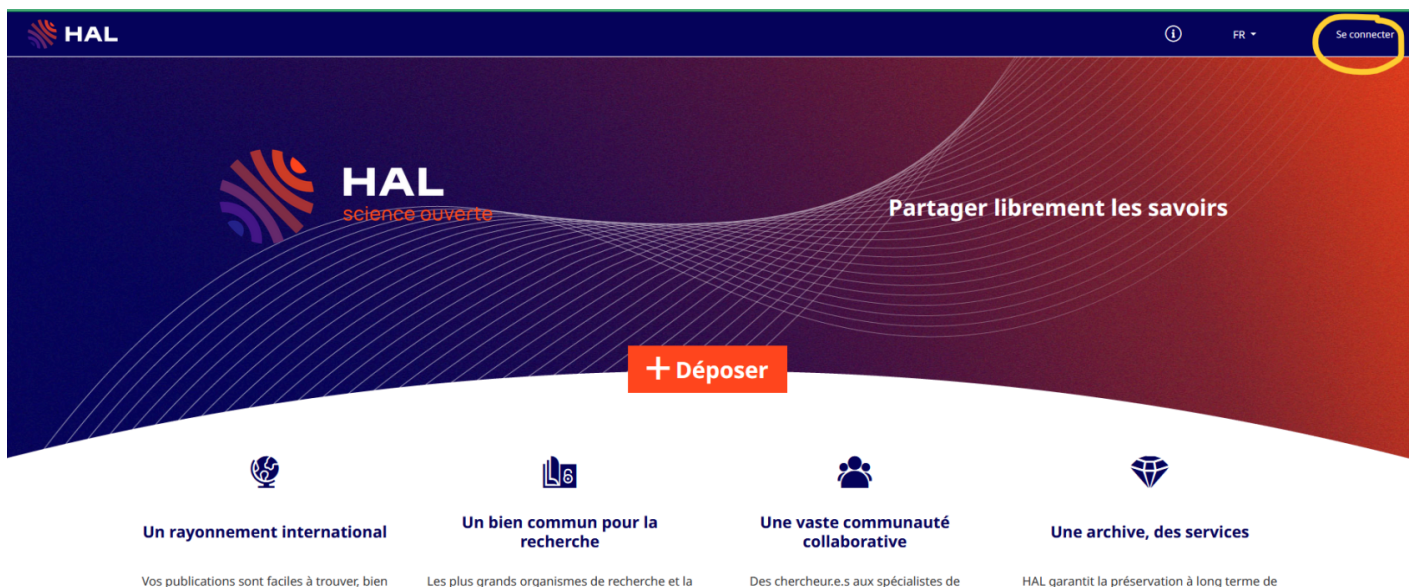 HAL
FR
Se connecter
HAL
science ouverte
Partager librement les savoirs
+ Déposer
Un rayonnement international
Un bien commun pour la
recherche
Une vaste communauté
collaborative
Une archive, des services
Vos publications sont faciles à trouver, bien
Les plus grands organismes de recherche et la
Des chercheur.e.s aux spécialistes de
HAL garantit la préservation à long terme de